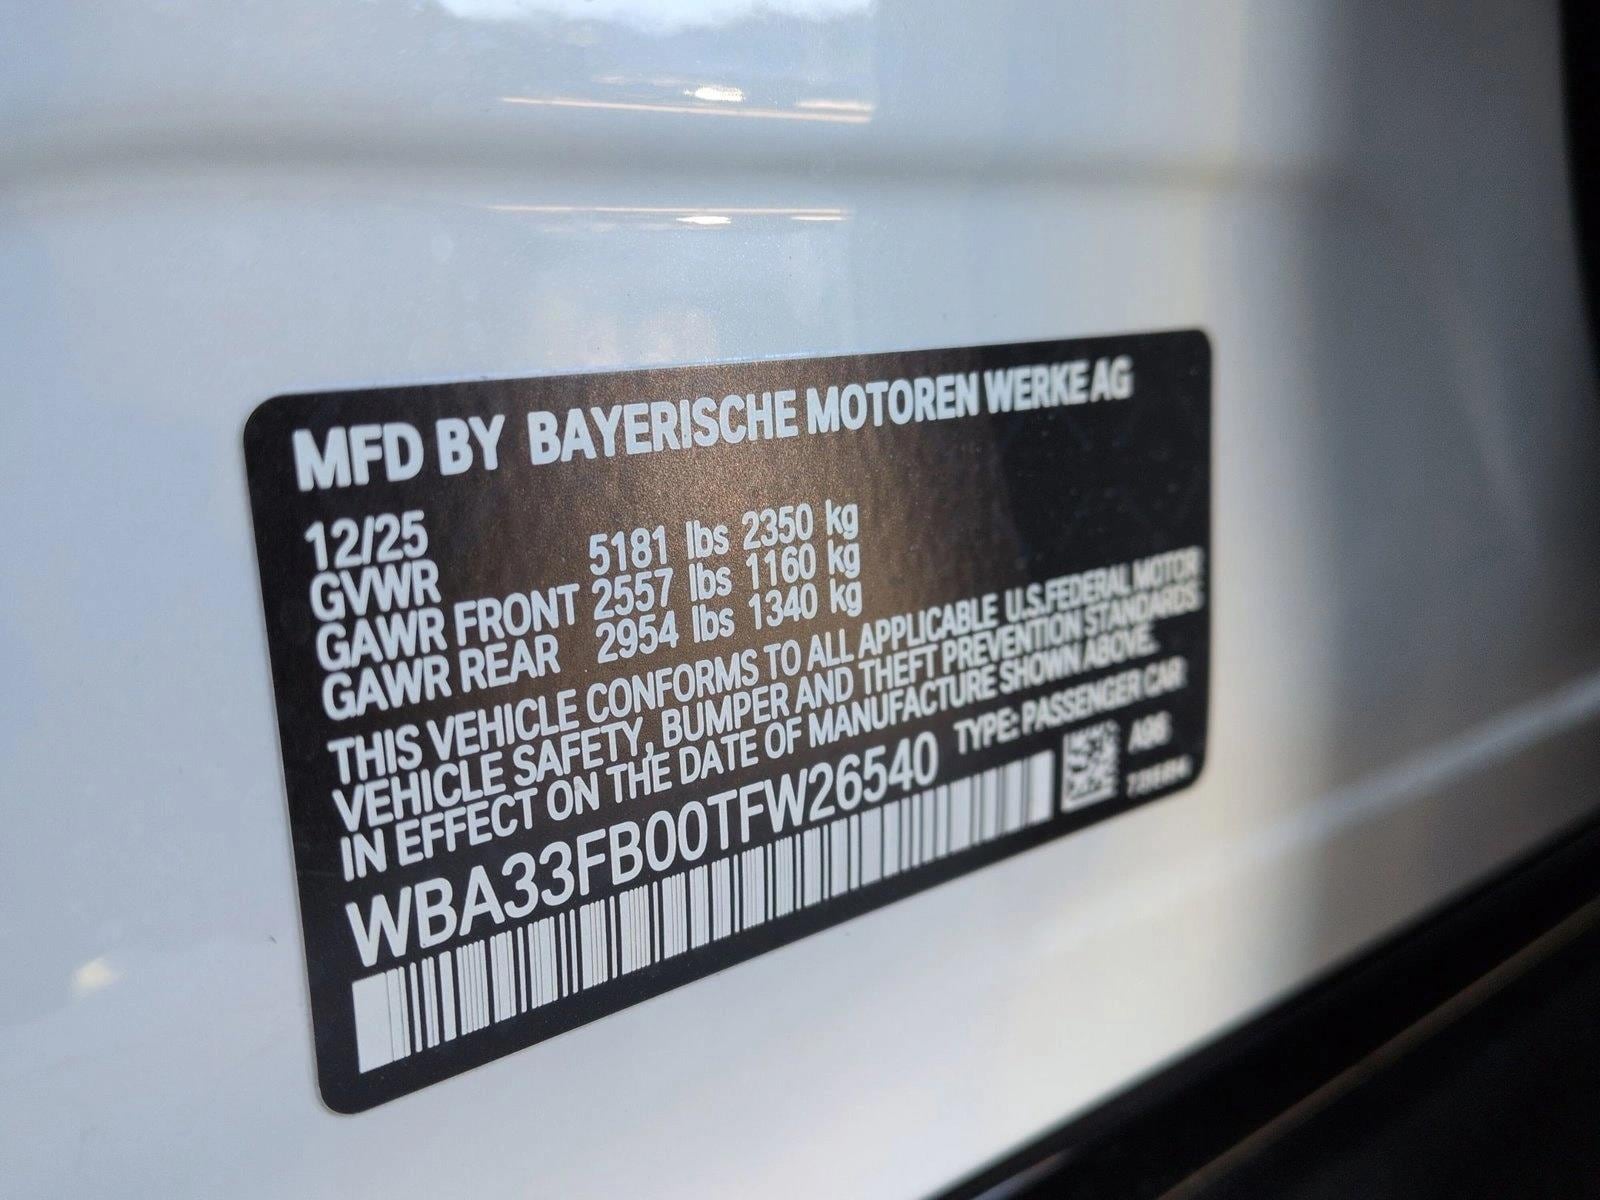 MFD BY BAYERISCHE MOTOREN WERKE AG
12/25
GVWR 5181 lbs 2350 kg
GAWR FRONT 2557 lbs 1160 kg
GAWR REAR 2954 lbs 1340 kg
THIS VEHICLE CONFORMS TO ALL APPLICABLE U.S.FEDERAL MOTOR
VEHICLE SAFETY, BUMPER AND THEFT PREVENTION STANDARDS
IN EFFECT ON THE DATE OF MANUFACTURE SHOWN ABOVE.
WBA33FB00TFW26540 TYPE: PASSENGER CAR
A96